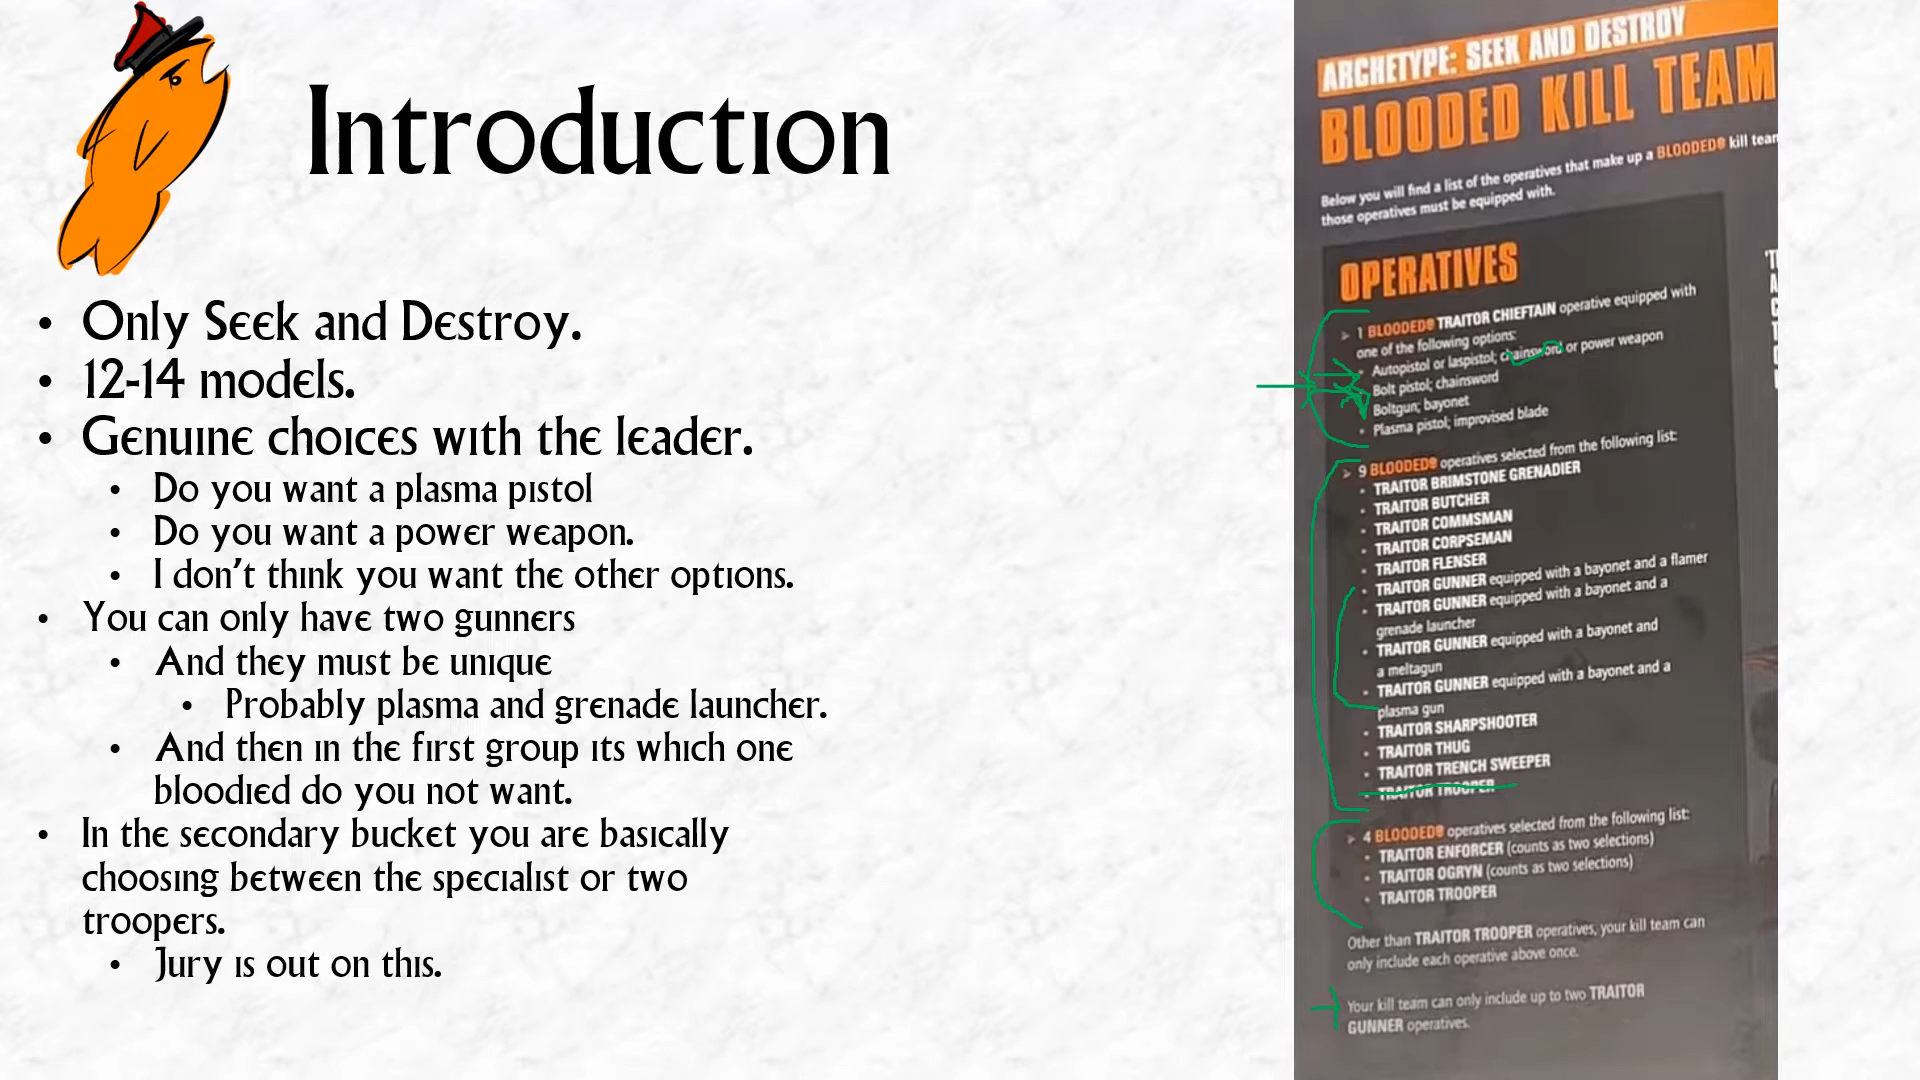 Introduction
• Only Seek and Destroy.
• 12-14 models.
• Genuine choices with the leader.
• Do you want a plasma pistol
• Do you want a power weapon.
• I don't think you want the other options.
• You can only have two gunners
• And they must be unique
• Probably plasma and grenade launcher.
• And then in the first group its which one
bloodied do you not want.
• In the secondary bucket you are basically
choosing between the specialist or two
troopers.
• Jury is out on this.
ARCHETYPE: SEEK AND DESTROY
BLOODED KILL TEAM
Below you will find a list of the operatives that make up a BLOODED kill team
those operatives must be equipped with.
OPERATIVES
1 BLOODED TRAITOR CHIEFTAIN operative equipped with
one of the following options:
• Autopistol or laspistol; chainsword or power weapon
• Bolt pistol; chainsword
• Boltgun; bayonet
• Plasma pistol; improvised blade
9 BLOODED operatives selected from the following list:
• TRAITOR BRIMSTONE GRENADIER
• TRAITOR BUTCHER
• TRAITOR COMMSMAN
• TRAITOR CORPSEMAN
• TRAITOR FLENSER
• TRAITOR GUNNER equipped with a bayonet and a flamer
• TRAITOR GUNNER equipped with a bayonet and a
grenade launcher
• TRAITOR GUNNER equipped with a bayonet and
a meltagun
• TRAITOR GUNNER equipped with a bayonet and a
plasma gun
• TRAITOR SHARPSHOOTER
• TRAITOR THUG
• TRAITOR TRENCH SWEEPER
• TRAITOR TROOPER
4 BLOODED operatives selected from the following list:
• TRAITOR ENFORCER (counts as two selections)
• TRAITOR OGRYN (counts as two selections)
• TRAITOR TROOPER
Other than TRAITOR TROOPER operatives, your kill team can
only include each operative above once.
Your kill team can only include up to two TRAITOR
GUNNER operatives.